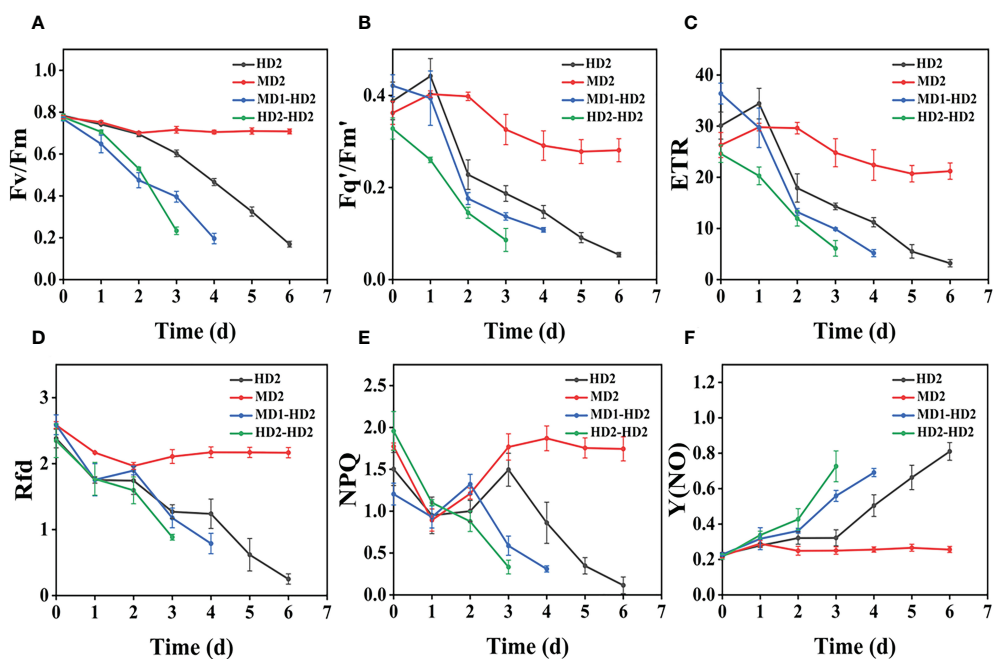 A
B
C
1.0
0.8
0.6
0.4
0.2
0.0
Fv/Fm
HD2
MD2
MD1-HD2
HD2-HD2
0 1 2 3 4 5 6 7
Time (d)
0.4
0.2
0.0
Fq'/Fm'
HD2
MD2
MD1-HD2
HD2-HD2
0 1 2 3 4 5 6 7
Time (d)
40
30
20
10
0
ETR
HD2
MD2
MD1-HD2
HD2-HD2
0 1 2 3 4 5 6 7
Time (d)
D
E
F
3
2
1
0
Rfd
HD2
MD2
MD1-HD2
HD2-HD2
0 1 2 3 4 5 6 7
Time (d)
2.5
2.0
1.5
1.0
0.5
0.0
NPQ
HD2
MD2
MD1-HD2
HD2-HD2
0 1 2 3 4 5 6 7
Time (d)
1.2
1.0
0.8
0.6
0.4
0.2
0.0
Y(NO)
HD2
MD2
MD1-HD2
HD2-HD2
0 1 2 3 4 5 6 7
Time (d)